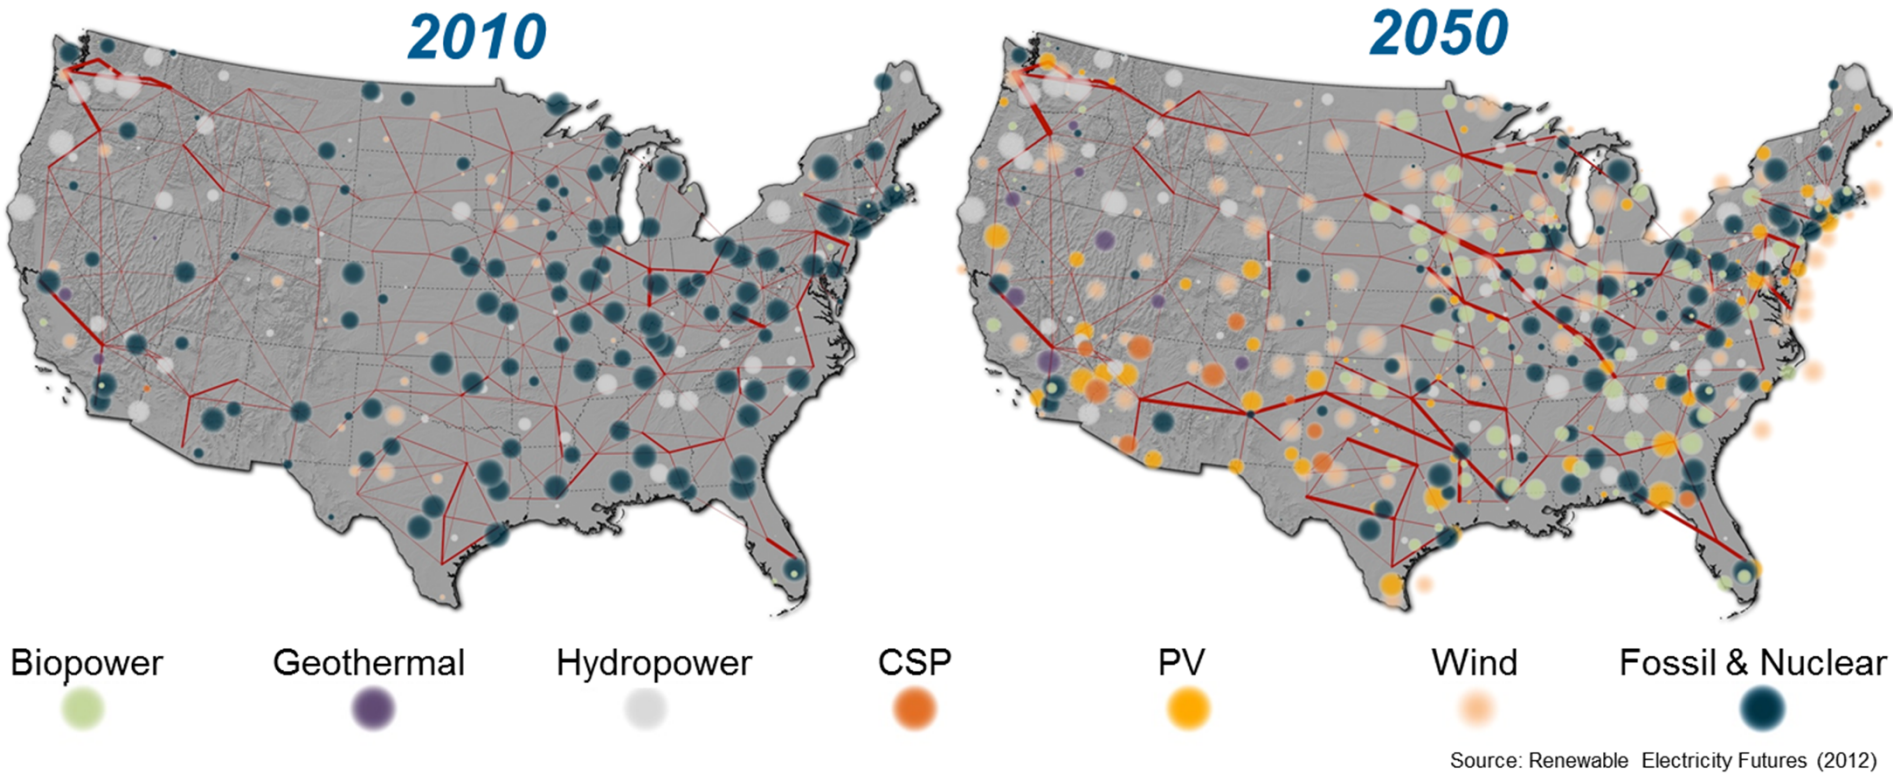 2010
2050
Biopower
Geothermal
Hydropower
CSP
PV
Wind
Fossil & Nuclear
Source: Renewable Electricity Futures (2012)